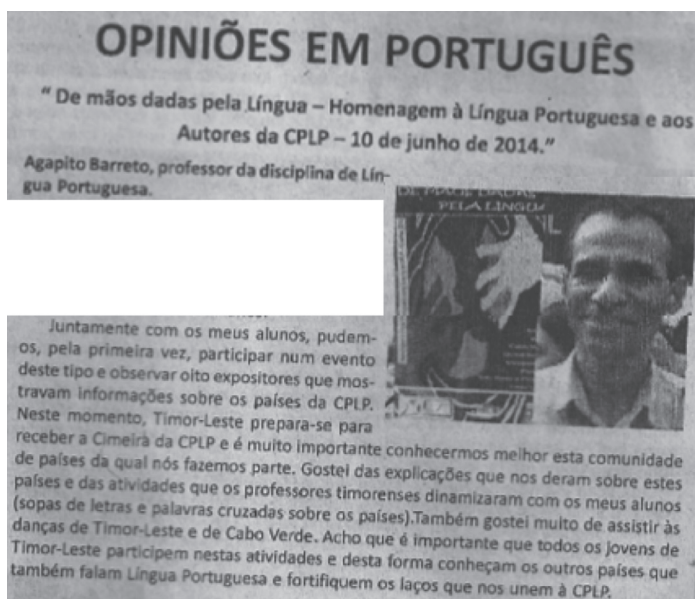 OPINIÕES EM PORTUGUÊS
“ De mãos dadas pela Língua – Homenagem à Língua Portuguesa e aos
Autores da CPLP – 10 de junho de 2014.”
Agapito Barreto, professor da disciplina de Lín-
gua Portuguesa.
DE MÃOS DADAS
PELA LÍNGUA
Juntamente com os meus alunos, pudem-
os, pela primeira vez, participar num evento
deste tipo e observar oito expositores que mos-
travam informações sobre os países da CPLP.
Neste momento, Timor-Leste prepara-se para
receber a Cimeira da CPLP e é muito importante conhecermos melhor esta comunidade
de países da qual nós fazemos parte. Gostei das explicações que nos deram sobre estes
países e das atividades que os professores timorenses dinamizaram com os meus alunos
(sopas de letras e palavras cruzadas sobre os países).Também gostei muito de assistir às
danças de Timor-Leste e de Cabo Verde. Acho que é importante que todos os jovens de
Timor-Leste participem nestas atividades e desta forma conheçam os outros países que
também falam Língua Portuguesa e fortifiquem os laços que nos unem à CPLP.